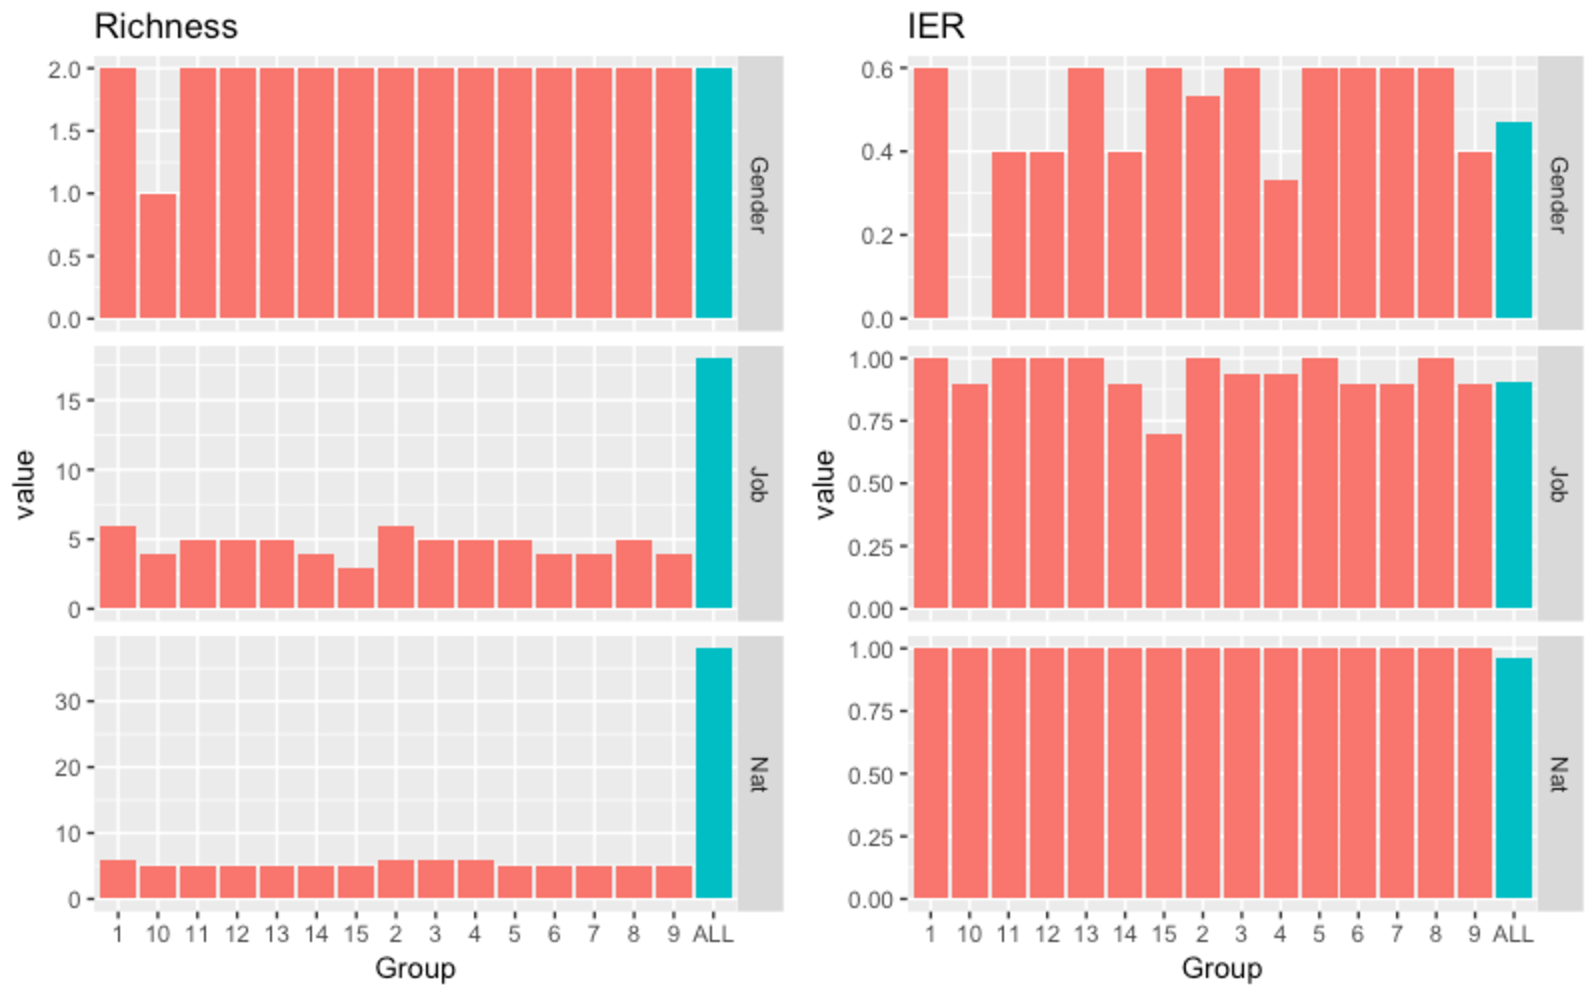 Richness
2.0
1.5
1.0
0.5
0.0
Gender
15
10
5
0
Job
30
20
10
0
Nat
value
1 10 11 12 13 14 15 2 3 4 5 6 7 8 9 ALL
Group
IER
0.6
0.4
0.2
0.0
Gender
1.00
0.75
0.50
0.25
0.00
Job
1.00
0.75
0.50
0.25
0.00
Nat
value
1 10 11 12 13 14 15 2 3 4 5 6 7 8 9 ALL
Group